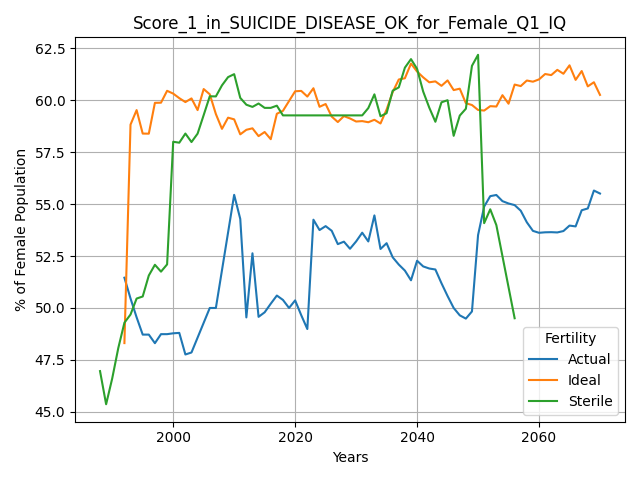 Score_1_in_SUICIDE_DISEASE_OK_for_Female_Q1_IQ
% of Female Population
62.5
60.0
57.5
55.0
52.5
50.0
47.5
45.0
2000
2020
2040
2060
Years
Fertility
Actual
Ideal
Sterile